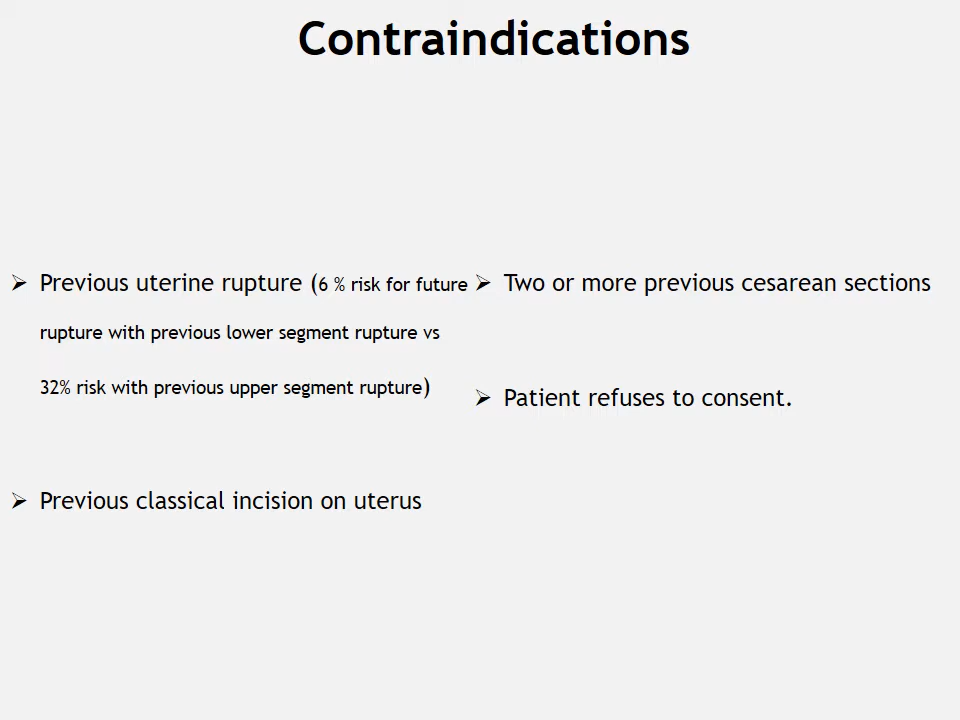 Contraindications
➢ Previous uterine rupture (6 % risk for future
rupture with previous lower segment rupture vs
32% risk with previous upper segment rupture)
➢ Previous classical incision on uterus
➢ Two or more previous cesarean sections
➢ Patient refuses to consent.